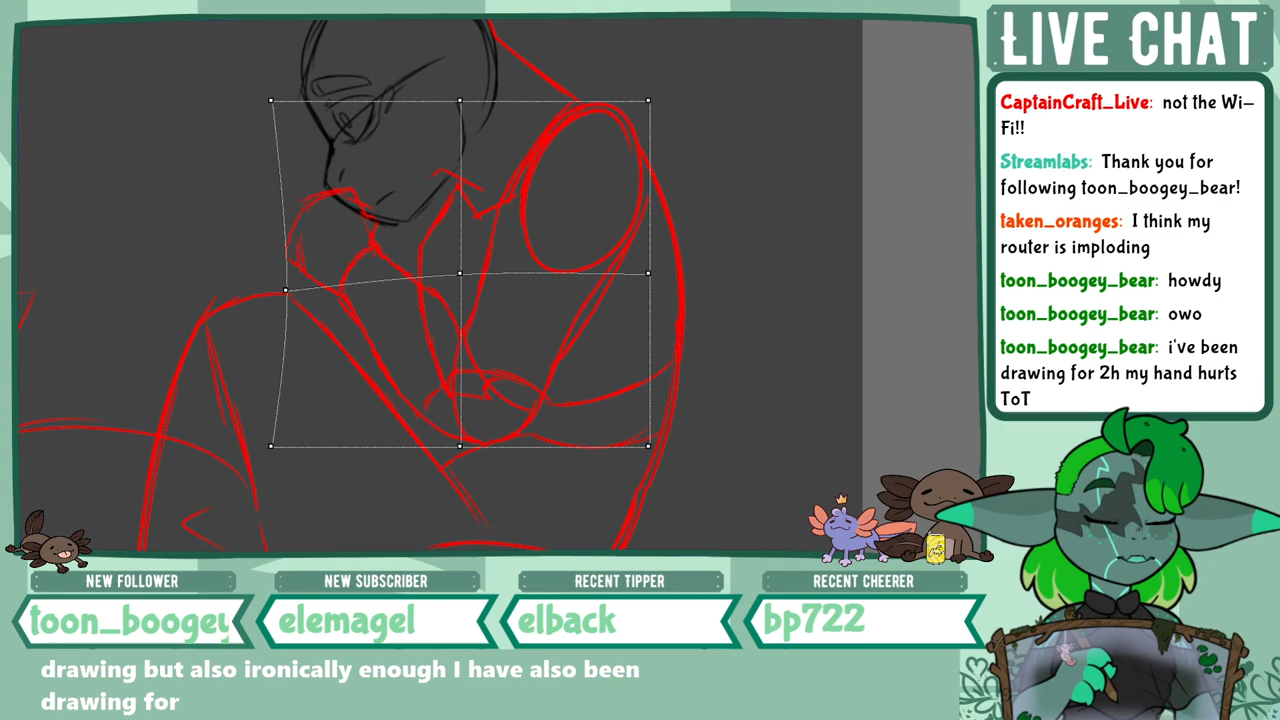 LIVE CHAT
CaptainCraft_Live: not the Wi-
Fi!!
Streamlabs: Thank you for
following toon_boogey_bear!
taken_oranges: I think my
router is imploding
toon_boogey_bear: howdy
toon_boogey_bear: owo
toon_boogey_bear: i've been
drawing for 2h my hand hurts
ToT
NEW FOLLOWER
NEW SUBSCRIBER
RECENT TIPPER
RECENT CHEERER
toon_boogey
elemagel
elback
bp722
drawing but also ironically enough I have also been
drawing for